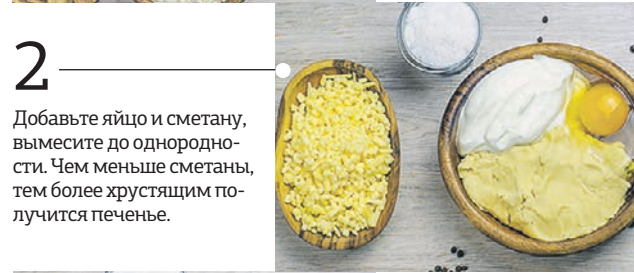 2
Добавьте яйцо и сметану,
вымесите до однородно-
сти. Чем меньше сметаны,
тем более хрустящим по-
лучится печенье.